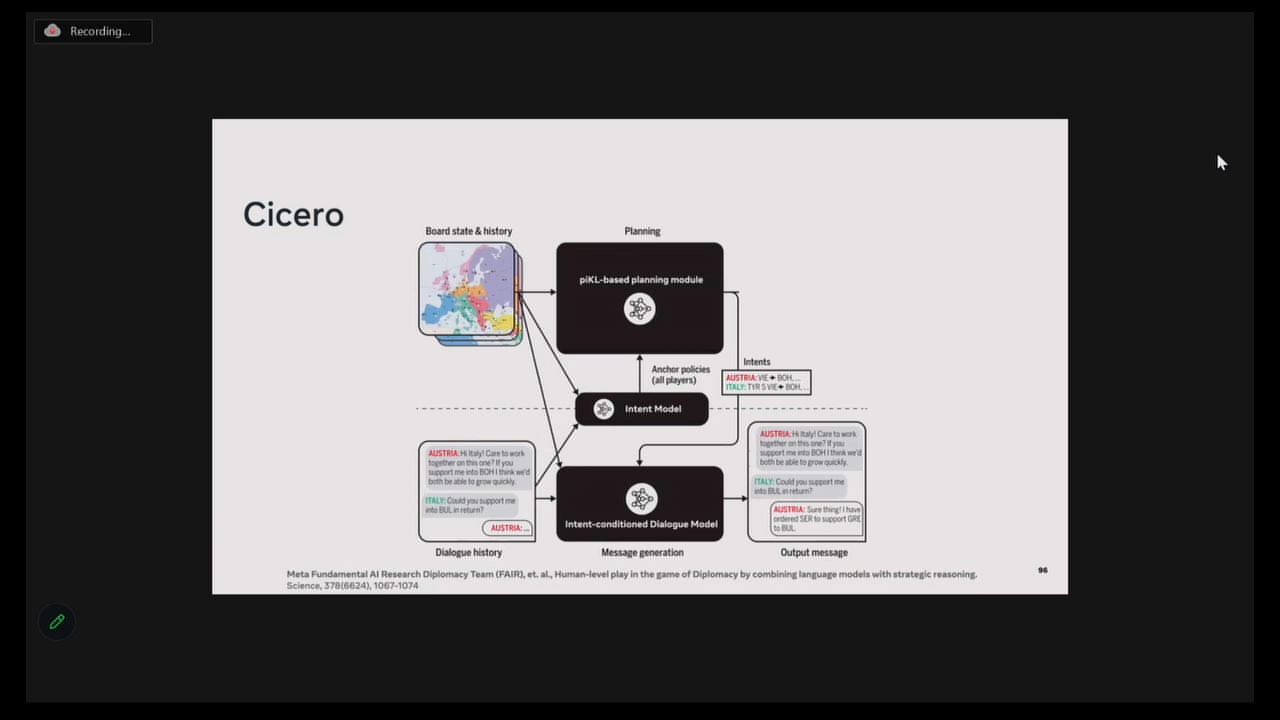 Recording...
Cicero
Board state & history
Planning
piKL-based planning module
Anchor policies
(all players)
Intents
AUSTRIA: VIE → BOH, ...
ITALY: TYR S VIE → BOH, ...
Intent Model
AUSTRIA: Hi Italy! Care to work
together on this one? If you
support me into BOH I think we'd
both be able to grow quickly.
ITALY: Could you support me
into BUL in return?
AUSTRIA: ...
Dialogue history
Intent-conditioned Dialogue Model
Message generation
AUSTRIA: Hi Italy! Care to work
together on this one? If you
support me into BOH I think we'd
both be able to grow quickly.
ITALY: Could you support me
into BUL in return?
AUSTRIA: Sure thing! I have
ordered SER to support GRE
to BUL.
Output message
Meta Fundamental AI Research Diplomacy Team (FAIR), et. al., Human-level play in the game of Diplomacy by combining language models with strategic reasoning.
Science, 378(6624), 1067-1074
96